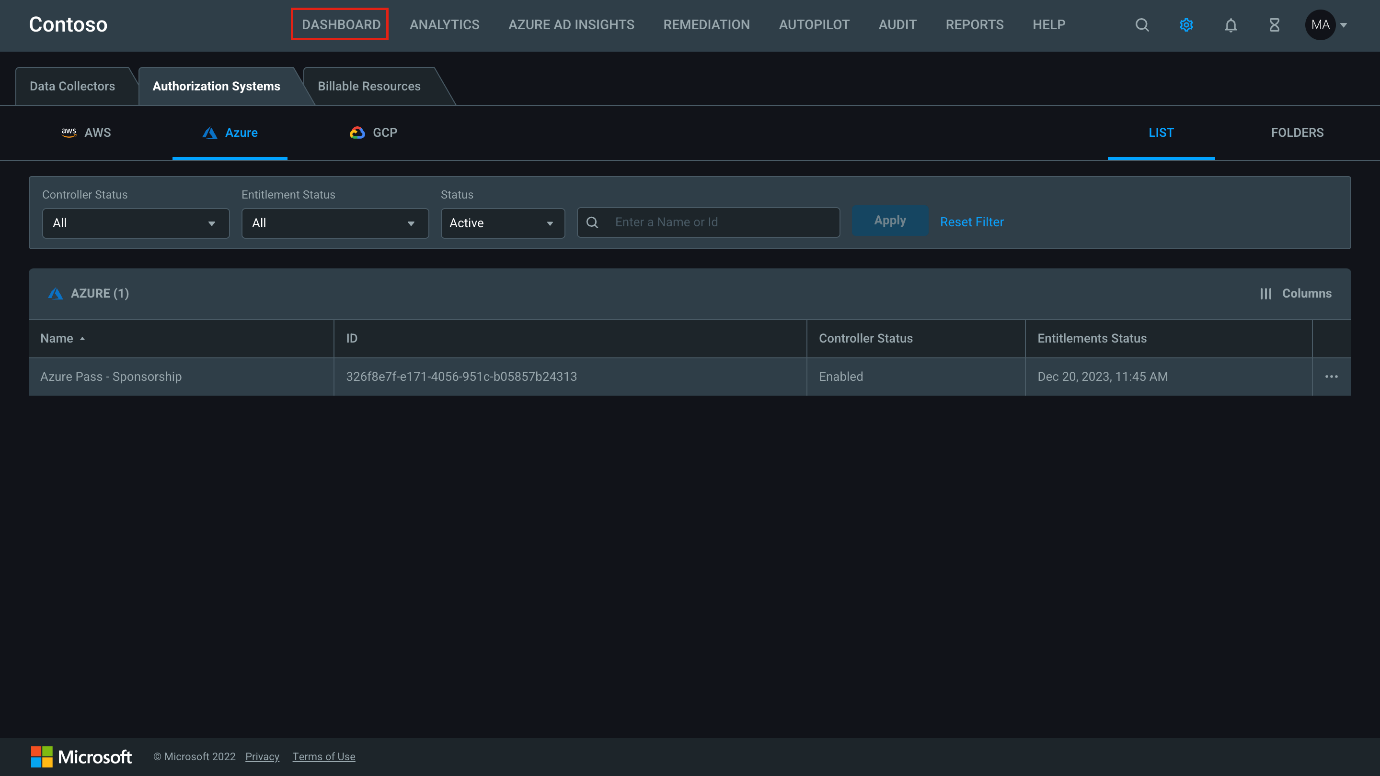 Contoso DASHBOARD ANALYTICS AZURE AD INSIGHTS REMEDIATION AUTOPILOT AUDIT REPORTS HELP MA
Data Collectors Authorization Systems Billable Resources
aws AWS Azure GCP LIST FOLDERS
Controller Status Entitlement Status Status
All All Active Enter a Name or Id Apply Reset Filter
AZURE (1) Columns
Name ID Controller Status Entitlements Status
Azure Pass - Sponsorship 326f8e7f-e171-4056-951c-b05857b24313 Enabled Dec 20, 2023, 11:45 AM
Microsoft © Microsoft 2022 Privacy Terms of Use